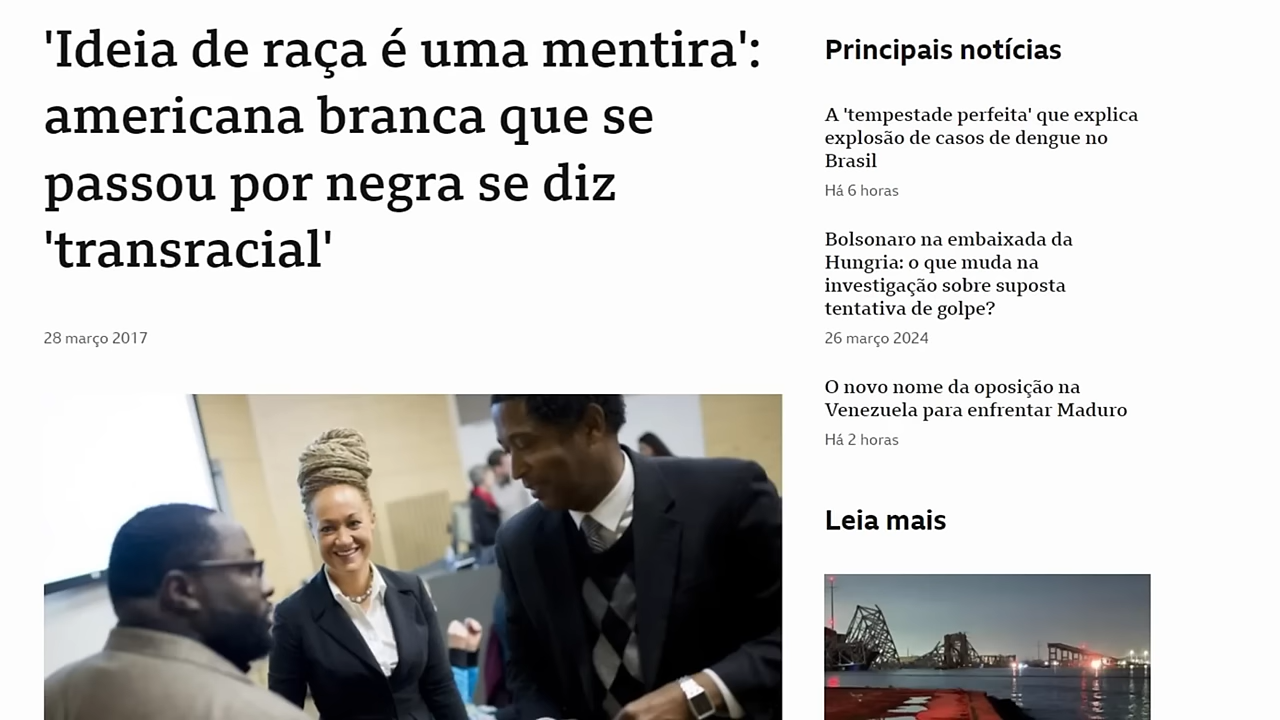 'Ideia de raça é uma mentira':
americana branca que se
passou por negra se diz
'transracial'
28 março 2017
Principais notícias
A 'tempestade perfeita' que explica
explosão de casos de dengue no
Brasil
Há 6 horas
Bolsonaro na embaixada da
Hungria: o que muda na
investigação sobre suposta
tentativa de golpe?
26 março 2024
O novo nome da oposição na
Venezuela para enfrentar Maduro
Há 2 horas
Leia mais